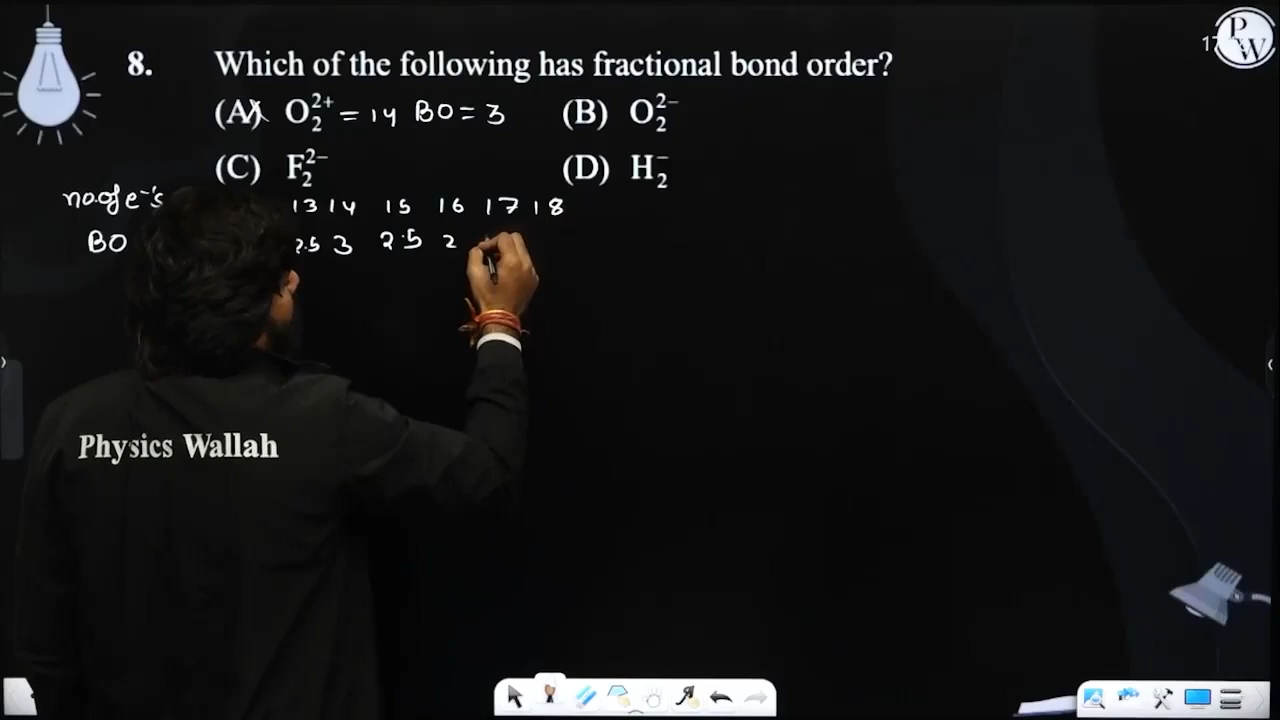 8. Which of the following has fractional bond order?
(A) O₂²⁺ = 14 BO = 3 (B) O₂²⁻
(C) F₂²⁻ (D) H₂⁻
no. of e⁻'s 13 14 15 16 17 18
BO 2.5 3 2.5 2
Physics Wallah
PW